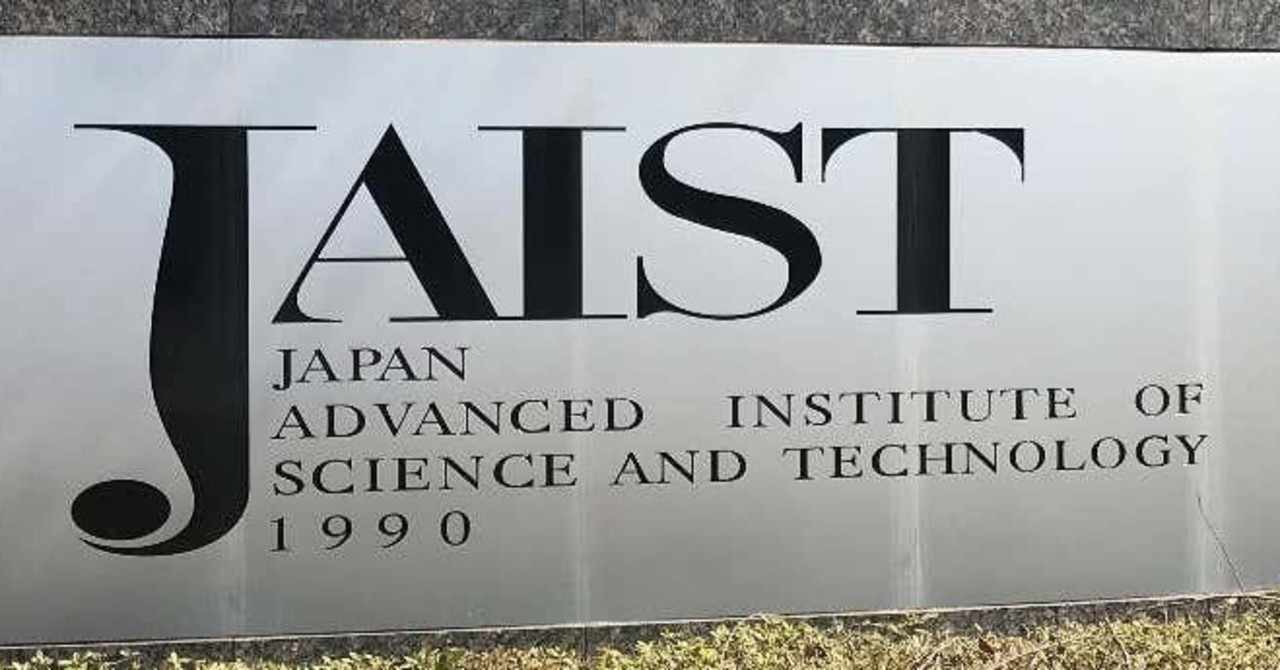 JAIST
JAPAN
ADVANCED INSTITUTE OF
SCIENCE AND TECHNOLOGY
1990